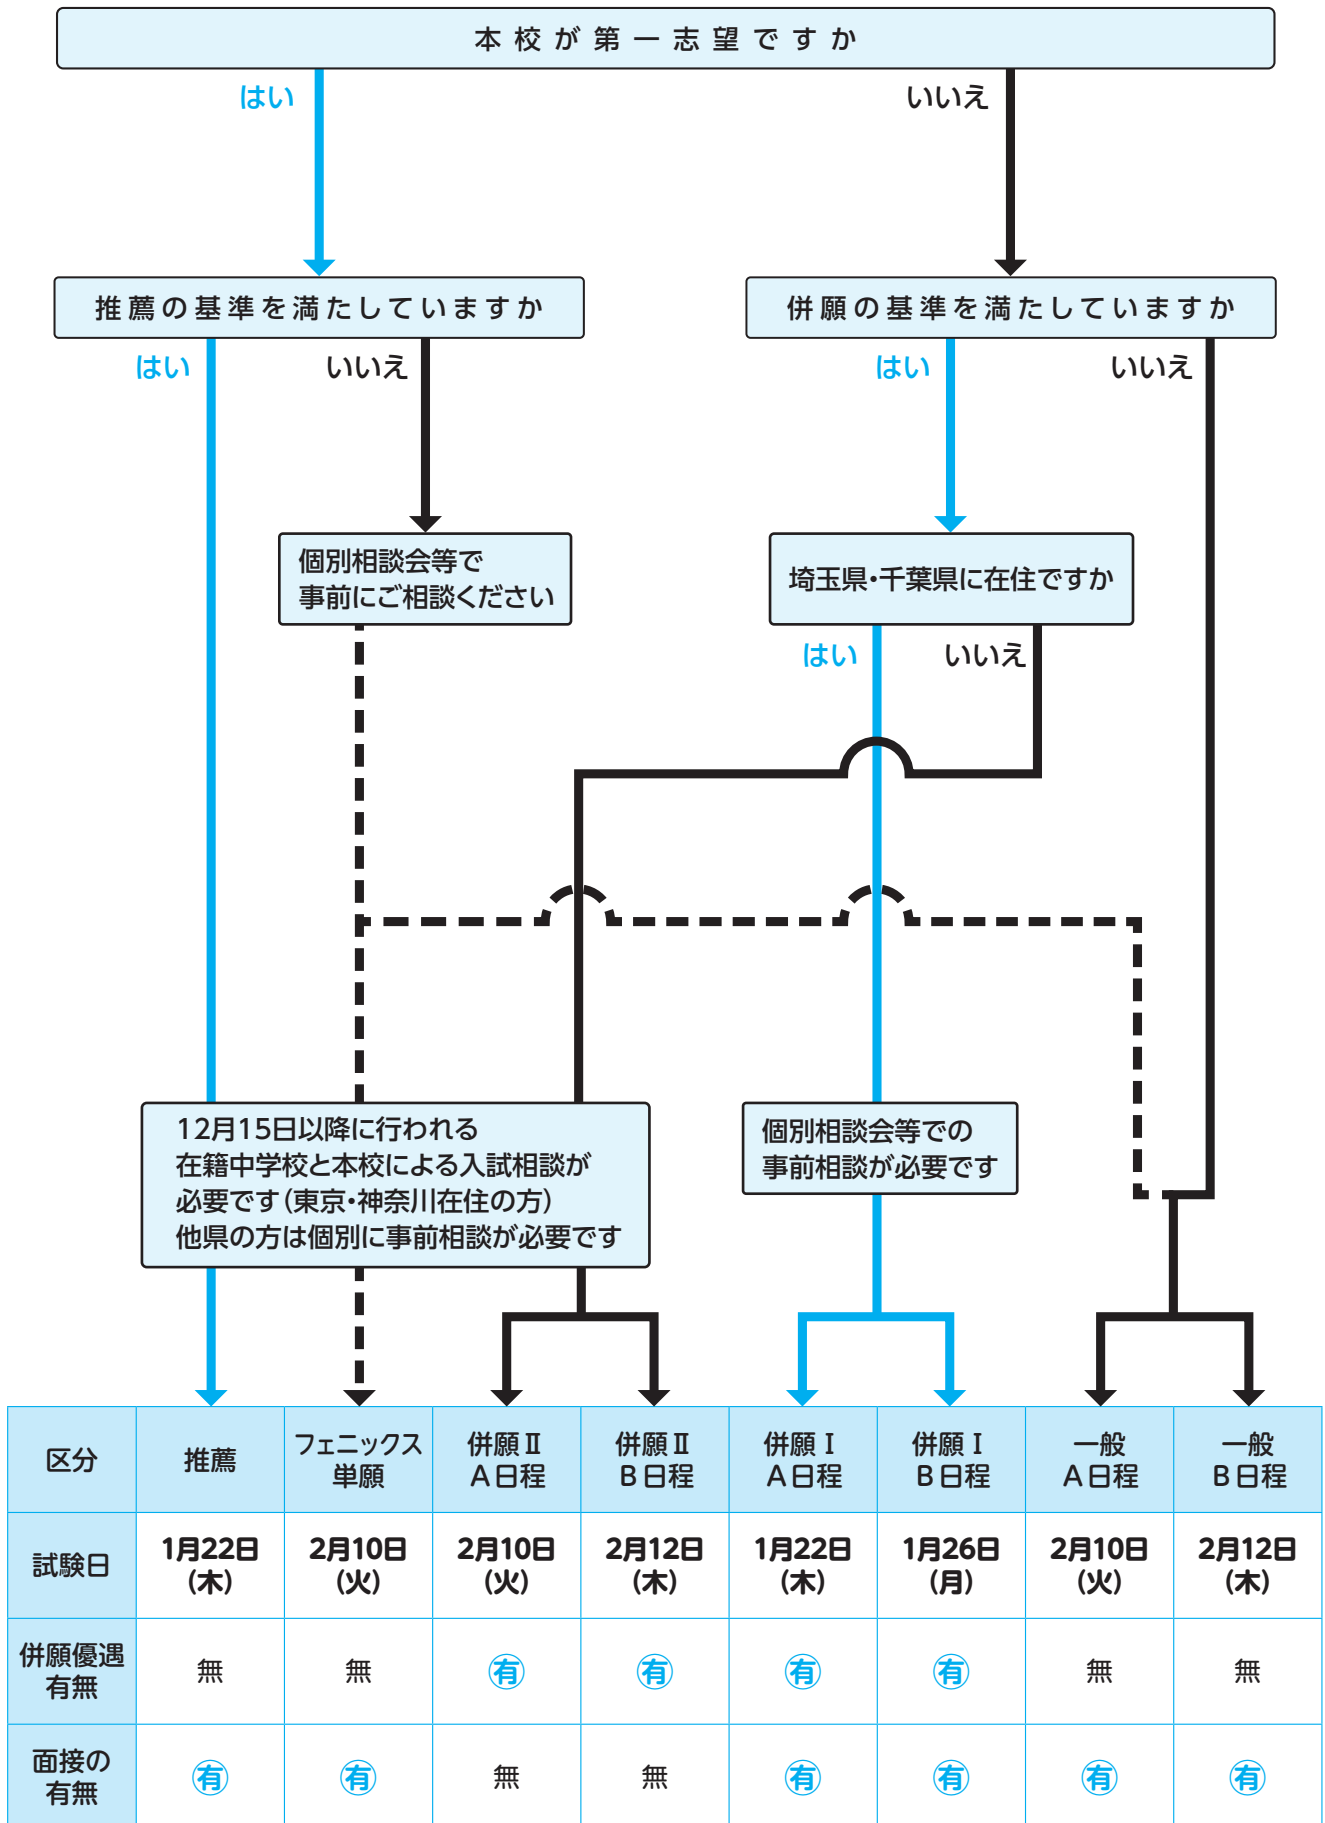 本校が第一志望ですか
はい
いいえ
推薦の基準を満たしていますか
併願の基準を満たしていますか
はい
いいえ
はい
いいえ
個別相談会等で
事前にご相談ください
埼玉県・千葉県に在住ですか
はい
いいえ
12月15日以降に行われる
在籍中学校と本校による入試相談が
必要です(東京・神奈川在住の方)
他県の方は個別に事前相談が必要です
個別相談会等での
事前相談が必要です
区分
推薦
フェニックス
単願
併願Ⅱ
A日程
併願Ⅱ
B日程
併願Ⅰ
A日程
併願Ⅰ
B日程
一般
A日程
一般
B日程
試験日
1月22日
(木)
2月10日
(火)
2月10日
(火)
2月12日
(木)
1月22日
(木)
1月26日
(月)
2月10日
(火)
2月12日
(木)
併願優遇
有無
無
無
有
有
有
有
無
無
面接の
有無
有
有
無
無
有
有
有
有